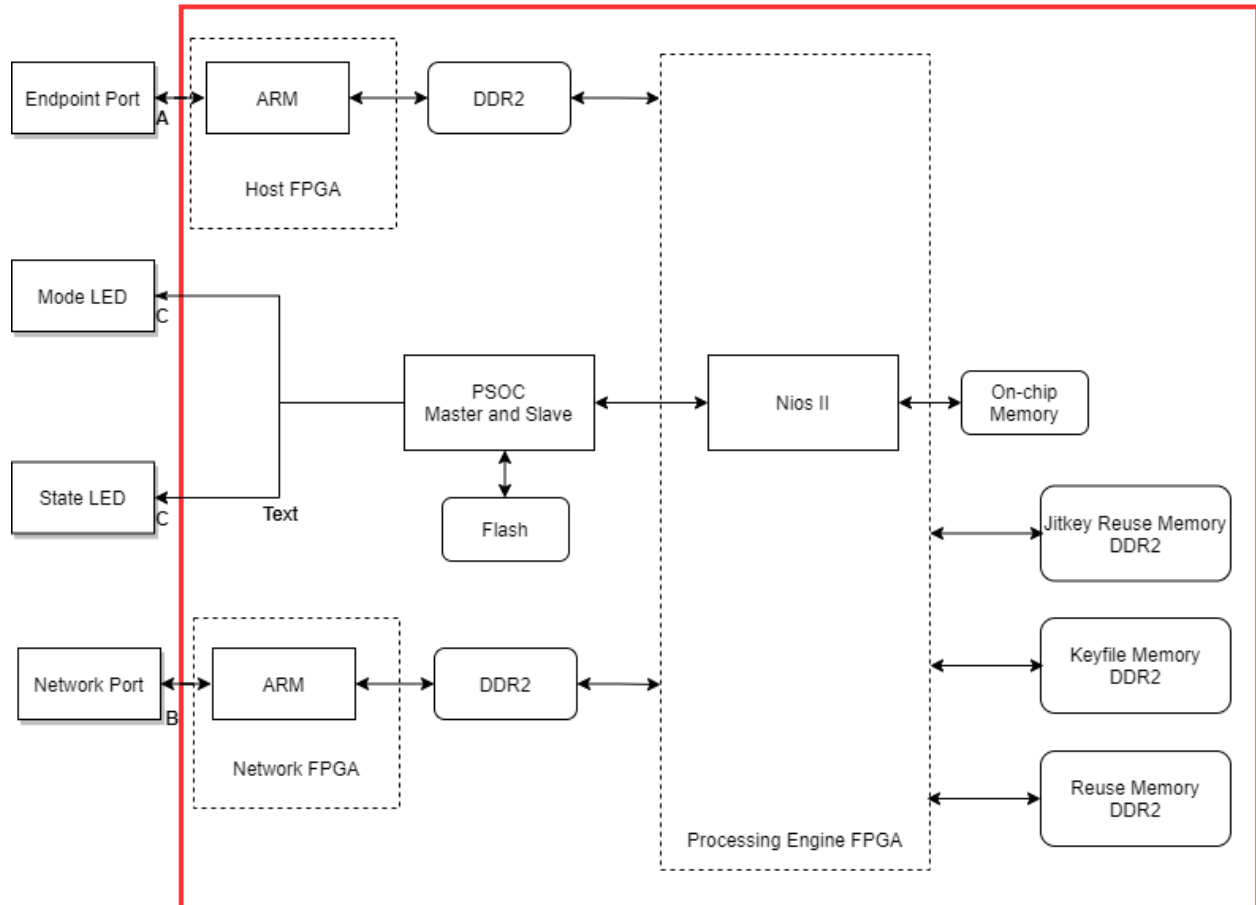 Endpoint Port
A
ARM
Host FPGA
DDR2
Mode LED
C
State LED
C
Text
PSOC
Master and Slave
Flash
Nios II
On-chip
Memory
Jitkey Reuse Memory
DDR2
Keyfile Memory
DDR2
Reuse Memory
DDR2
Network Port
B
ARM
Network FPGA
DDR2
Processing Engine FPGA